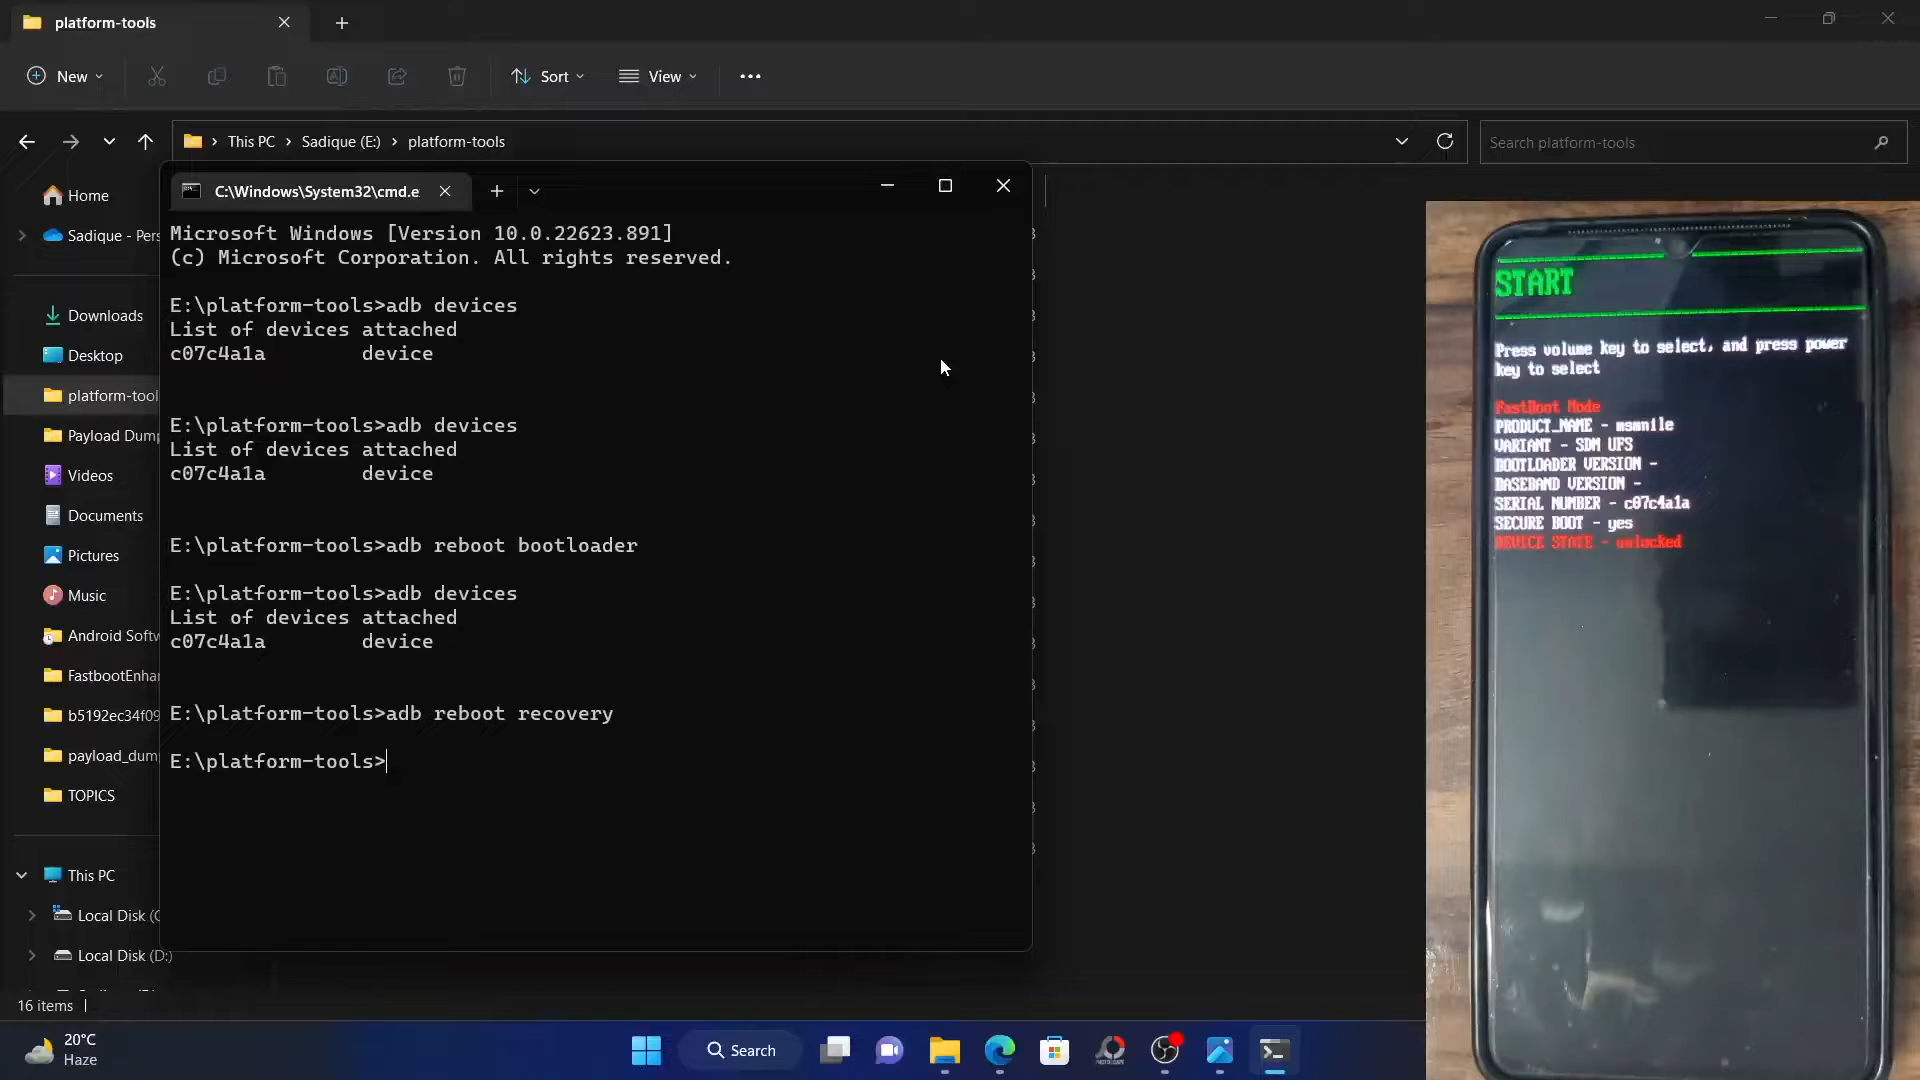 platform-tools
New
Sort
View
This PC
Sadique (E:)
platform-tools
Search platform-tools
Home
Sadique - Pers
Downloads
Desktop
platform-tool
Payload Dump
Videos
Documents
Pictures
Music
Android Softw
FastbootEnha
b5192ec34f09
payload_dum
TOPICS
This PC
Local Disk (C
Local Disk (D:)
16 items
C:\Windows\System32\cmd.e
Microsoft Windows [Version 10.0.22623.891]
(c) Microsoft Corporation. All rights reserved.
E:\platform-tools>adb devices
List of devices attached
c07c4a1a device
E:\platform-tools>adb devices
List of devices attached
c07c4a1a device
E:\platform-tools>adb reboot bootloader
E:\platform-tools>adb devices
List of devices attached
c07c4a1a device
E:\platform-tools>adb reboot recovery
E:\platform-tools>
START
Press volume key to select, and press power
key to select
FastBoot Mode
PRODUCT_NAME - msmnile
VARIANT - SDM UFS
BOOTLOADER VERSION -
BASEBAND VERSION -
SERIAL NUMBER - c07c4a1a
SECURE BOOT - yes
DEVICE STATE - unlocked
20°C
Haze
Search